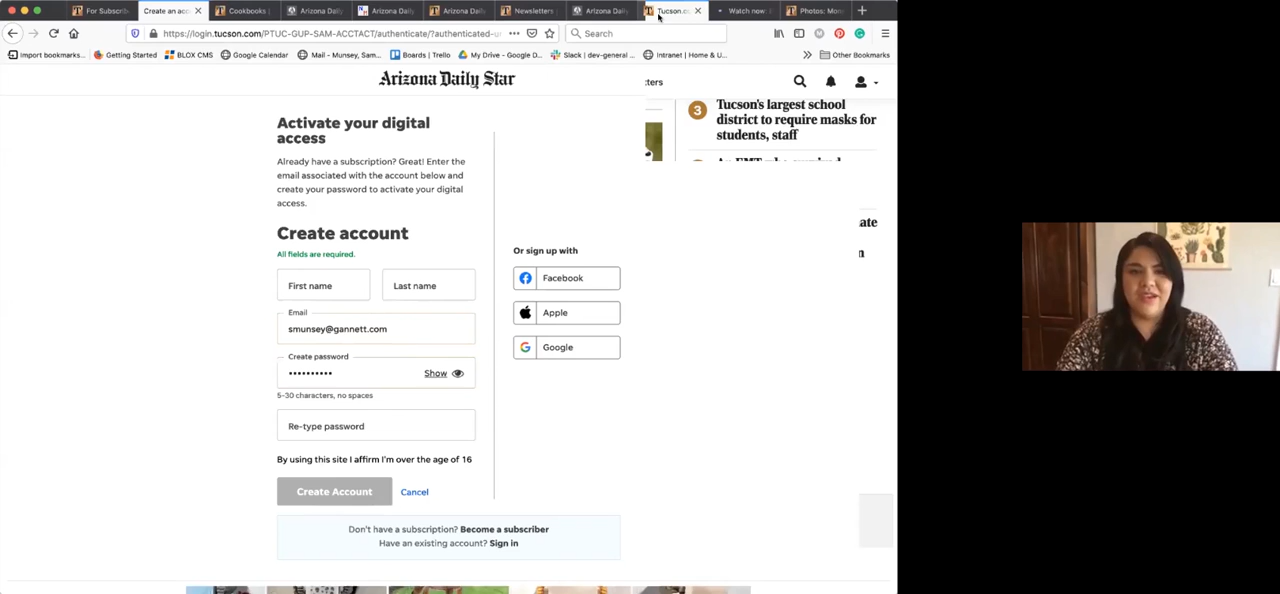 For Subscrib
Create an acc
Cookbooks |
Arizona Daily
Arizona Daily
Arizona Daily
Newsletters
Arizona Daily
Tucson.co
Watch now:
Photos: Mon
https://login.tucson.com/PTUC-GUP-SAM-ACCTACT/authenticate/?authenticated-u
Search
Import bookmarks...
Getting Started
BLOX CMS
Google Calendar
Mail - Munsey, Sam...
Boards | Trello
My Drive - Google D...
Slack | dev-general ...
Intranet | Home & U...
Other Bookmarks
Arizona Daily Star
tters
3
Tucson's largest school
district to require masks for
students, staff
Activate your digital
access
Already have a subscription? Great! Enter the
email associated with the account below and
create your password to activate your digital
access.
ate
n
Create account
All fields are required.
First name
Last name
Email
smunsey@gannett.com
Create password
Show
5-30 characters, no spaces
Re-type password
By using this site I affirm I'm over the age of 16
Create Account
Cancel
Or sign up with
Facebook
Apple
Google
Don't have a subscription? Become a subscriber
Have an existing account? Sign in